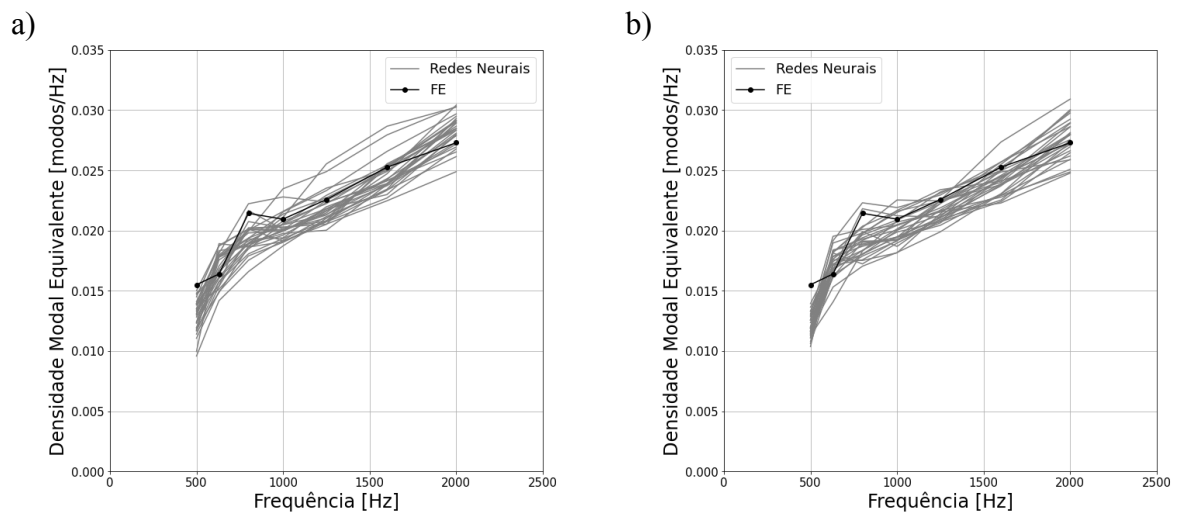 a)
Densidade Modal Equivalente [modos/Hz]
0.035
0.030
0.025
0.020
0.015
0.010
0.005
0.000
Redes Neurais
FE
0
500
1000
1500
2000
2500
Frequência [Hz]
b)
Densidade Modal Equivalente [modos/Hz]
0.035
0.030
0.025
0.020
0.015
0.010
0.005
0.000
Redes Neurais
FE
0
500
1000
1500
2000
2500
Frequência [Hz]